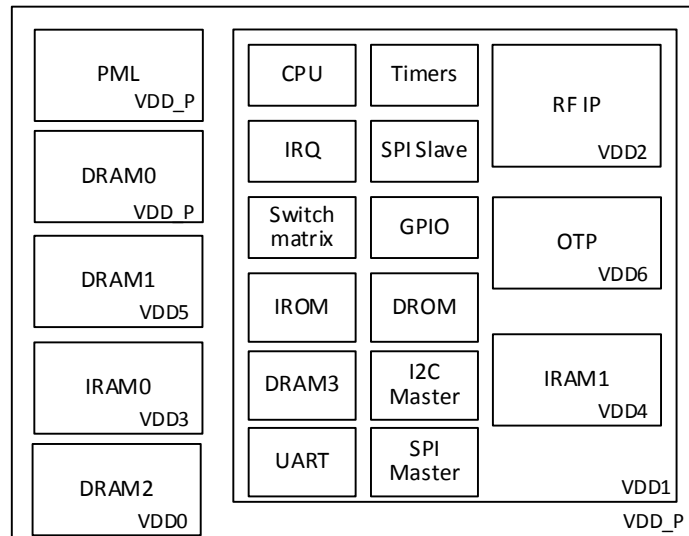 PML
VDD_P
DRAM0
VDD_P
DRAM1
VDD5
IRAM0
VDD3
DRAM2
VDD0
CPU
Timers
IRQ
SPI Slave
Switch
matrix
GPIO
IROM
DROM
DRAM3
I2C
Master
UART
SPI
Master
RF IP
VDD2
OTP
VDD6
IRAM1
VDD4
VDD1
VDD_P